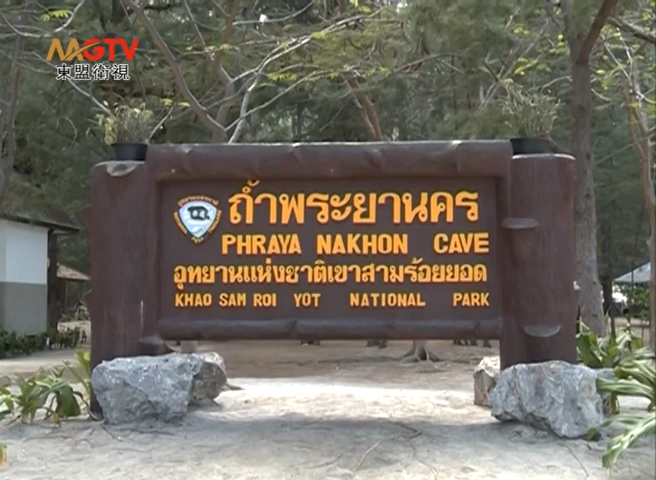 MGTV
東盟衛視
ถ้ำพระยานคร
PHRAYA NAKHON CAVE
อุทยานแห่งชาติเขาสามร้อยยอด
KHAO SAM ROI YOT NATIONAL PARK